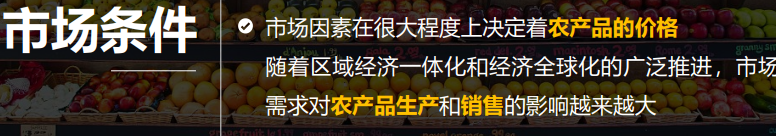 市场条件
市场因素在很大程度上决定着农产品的价格
随着区域经济一体化和经济全球化的广泛推进，市场
需求对农产品生产和销售的影响越来越大